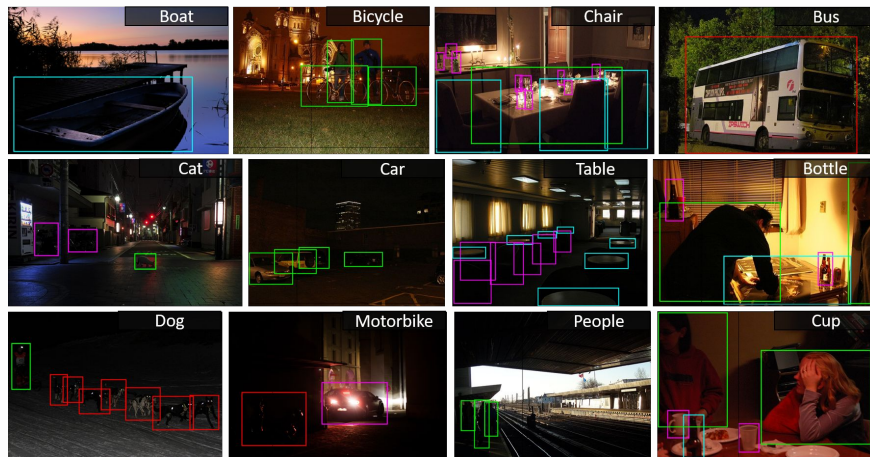 Boat
Bicycle
Chair
Bus
Cat
Car
Table
Bottle
Dog
Motorbike
People
Cup